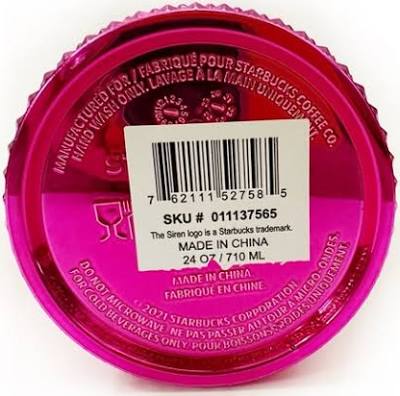 MANUFACTURED FOR / FABRIQUÉ POUR STARBUCKS COFFEE CO.
HAND WASH ONLY. LAVAGE À LA MAIN UNIQUEMENT.
7 62111 52758 5
SKU # 011137565
The Siren logo is a Starbucks trademark.
MADE IN CHINA
24 OZ / 710 ML
MADE IN CHINA.
FABRIQUÉ EN CHINE.
©2021 STARBUCKS CORPORATION
DO NOT MICROWAVE. NE PAS PASSER AU FOUR À MICRO-ONDES.
FOR COLD BEVERAGES ONLY. POUR BOISSONS FROIDES UNIQUEMENT.